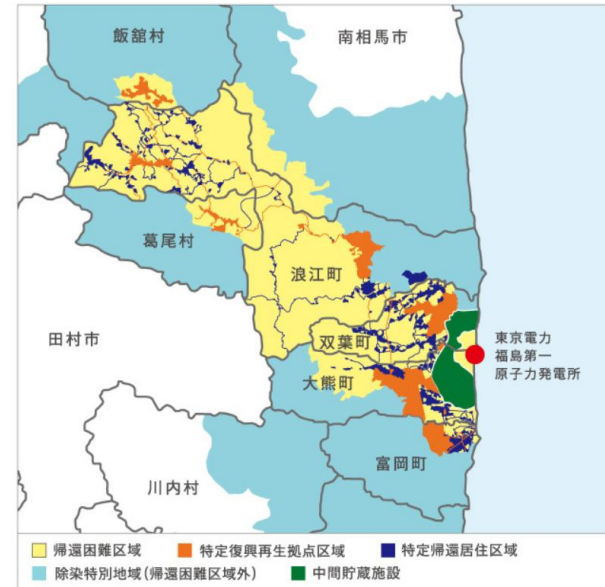 飯舘村
南相馬市
葛尾村
浪江町
田村市
双葉町
東京電力
福島第一
原子力発電所
大熊町
富岡町
川内村
帰還困難区域
特定復興再生拠点区域
特定帰還居住区域
除染特別地域(帰還困難区域外)
中間貯蔵施設